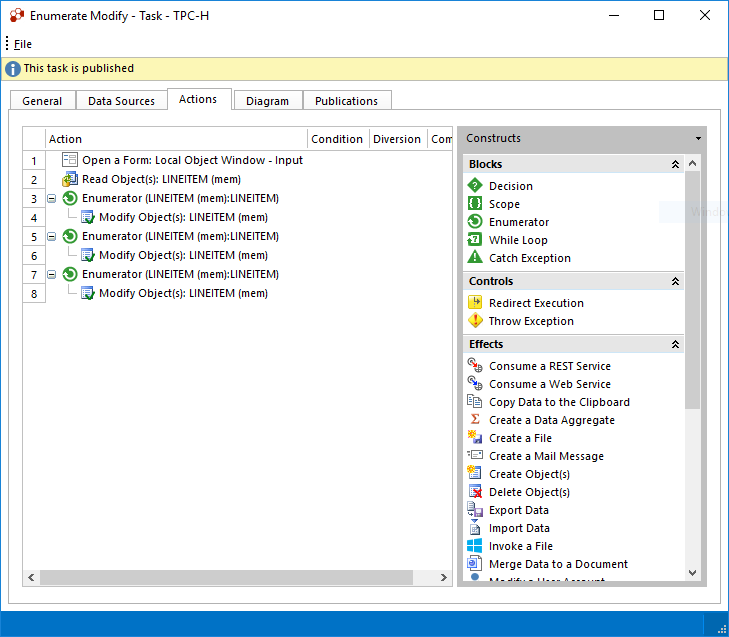 Enumerate Modify - Task - TPC-H
File
This task is published
General Data Sources Actions Diagram Publications
Action Condition Diversion Com
1 Open a Form: Local Object Window - Input
2 Read Object(s): LINEITEM (mem)
3 Enumerator (LINEITEM (mem):LINEITEM)
4 Modify Object(s): LINEITEM (mem)
5 Enumerator (LINEITEM (mem):LINEITEM)
6 Modify Object(s): LINEITEM (mem)
7 Enumerator (LINEITEM (mem):LINEITEM)
8 Modify Object(s): LINEITEM (mem)
Constructs
Blocks
Decision
Scope
Enumerator
While Loop
Catch Exception
Controls
Redirect Execution
Throw Exception
Effects
Consume a REST Service
Consume a Web Service
Copy Data to the Clipboard
Create a Data Aggregate
Create a File
Create a Mail Message
Create Object(s)
Delete Object(s)
Export Data
Import Data
Invoke a File
Merge Data to a Document
Modify a User Account